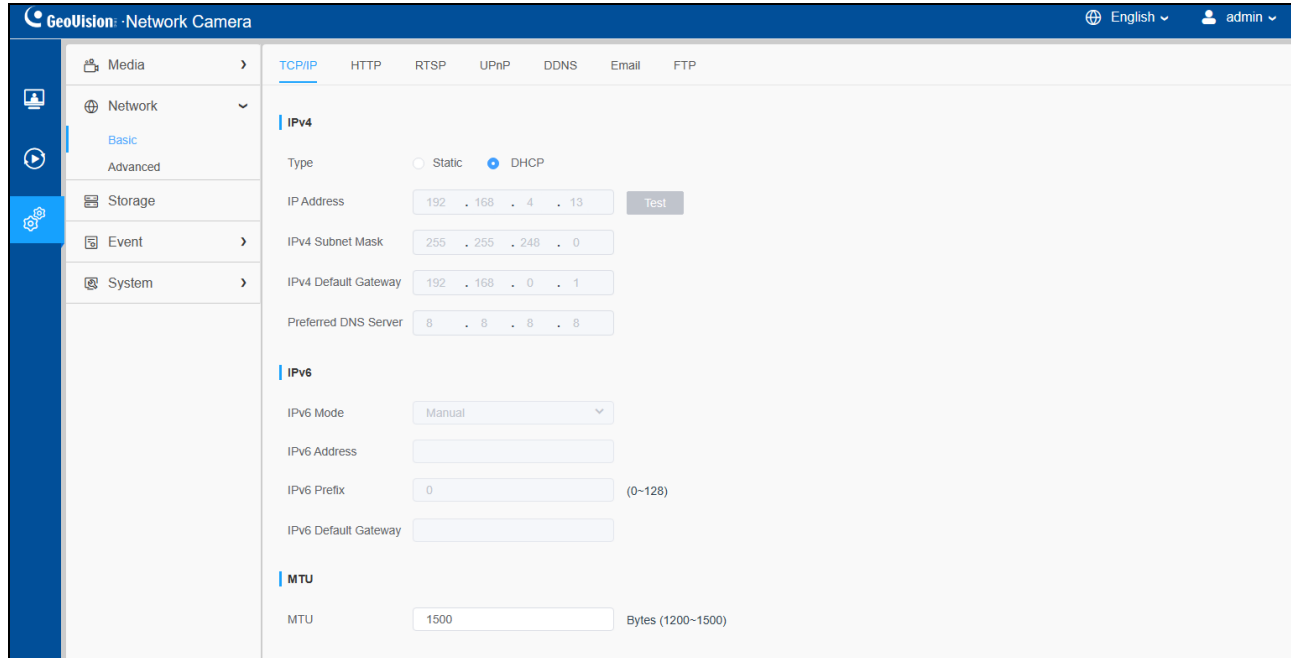 GeoVision: ·Network Camera
English
admin
Media
Network
Basic
Advanced
Storage
Event
System
TCP/IP HTTP RTSP UPnP DDNS Email FTP
IPv4
Type Static DHCP
IP Address 192 . 168 . 4 . 13 Test
IPv4 Subnet Mask 255 . 255 . 248 . 0
IPv4 Default Gateway 192 . 168 . 0 . 1
Preferred DNS Server 8 . 8 . 8 . 8
IPv6
IPv6 Mode Manual
IPv6 Address
IPv6 Prefix 0 (0~128)
IPv6 Default Gateway
MTU
MTU 1500 Bytes (1200~1500)